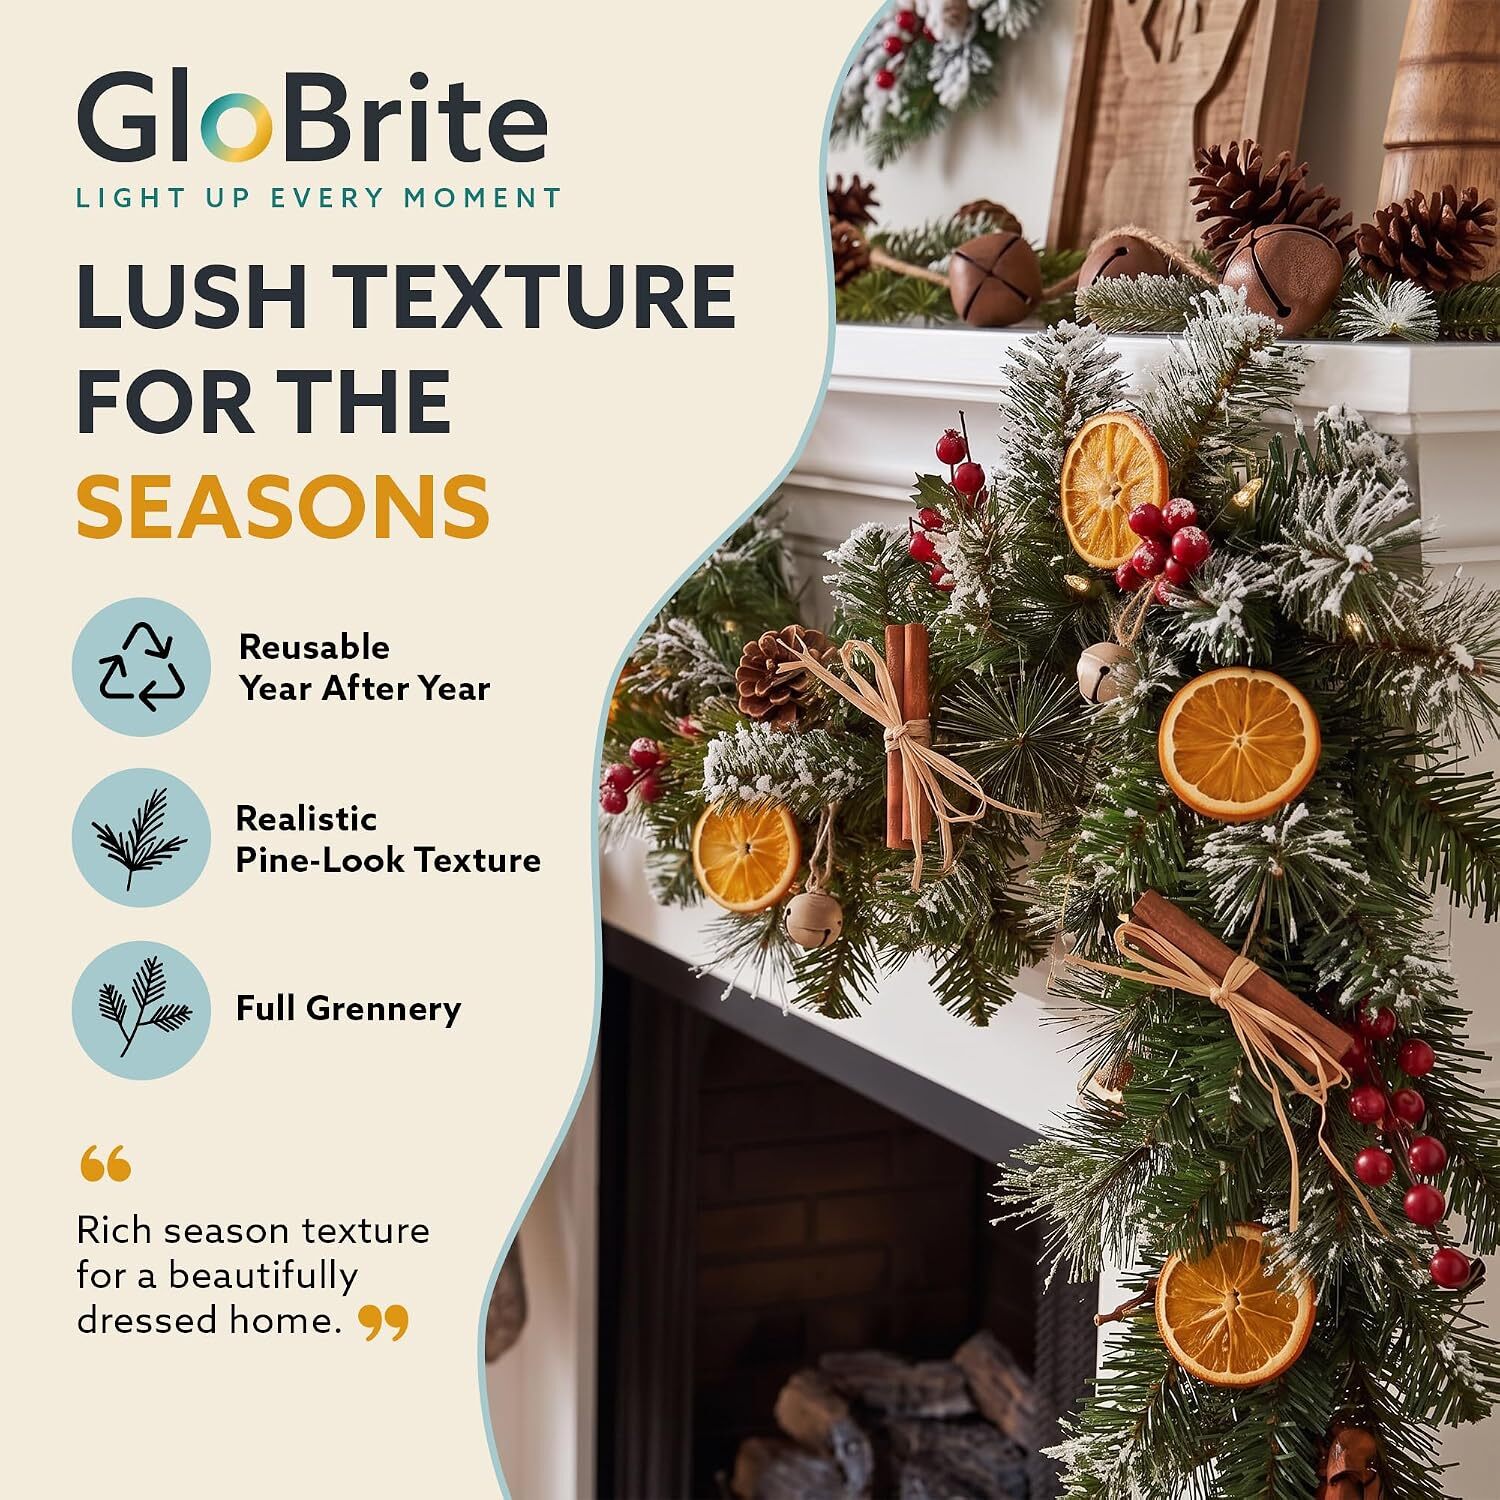 GloBrite
LIGHT UP EVERY MOMENT
LUSH TEXTURE
FOR THE
SEASONS
Reusable
Year After Year
Realistic
Pine-Look Texture
Full Grennery
“
Rich season texture
for a beautifully
dressed home. ”